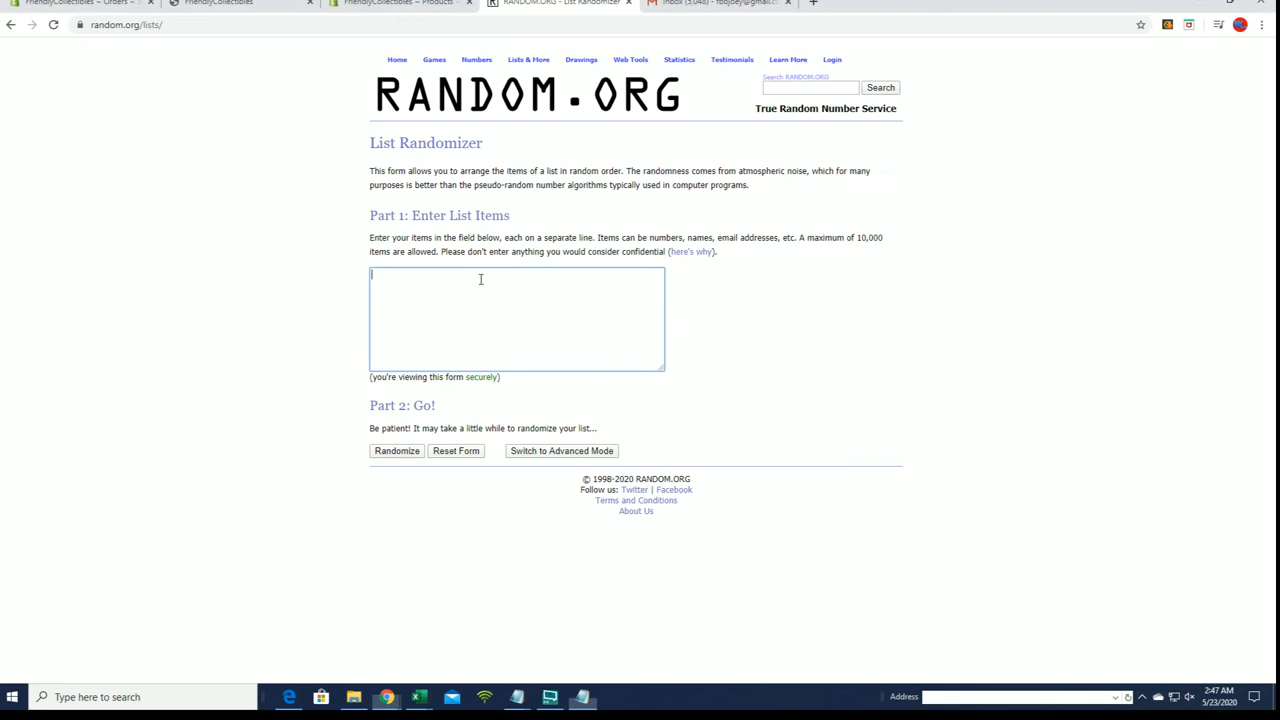 FriendlyCollectibles ~ Orders ~ S
FriendlyCollectibles
FriendlyCollectibles ~ Products ~
RANDOM.ORG - List Randomizer
random.org/lists/
Home Games Numbers Lists & More Drawings Web Tools Statistics Testimonials Learn More Login
RANDOM.ORG
Search RANDOM.ORG
Search
True Random Number Service
List Randomizer
This form allows you to arrange the items of a list in random order. The randomness comes from atmospheric noise, which for many
purposes is better than the pseudo-random number algorithms typically used in computer programs.
Part 1: Enter List Items
Enter your items in the field below, each on a separate line. Items can be numbers, names, email addresses, etc. A maximum of 10,000
items are allowed. Please don't enter anything you would consider confidential (here's why).
(you're viewing this form securely)
Part 2: Go!
Be patient! It may take a little while to randomize your list...
Randomize Reset Form Switch to Advanced Mode
© 1998-2020 RANDOM.ORG
Follow us: Twitter | Facebook
Terms and Conditions
About Us
Type here to search
Address
2:47 AM
5/23/2020